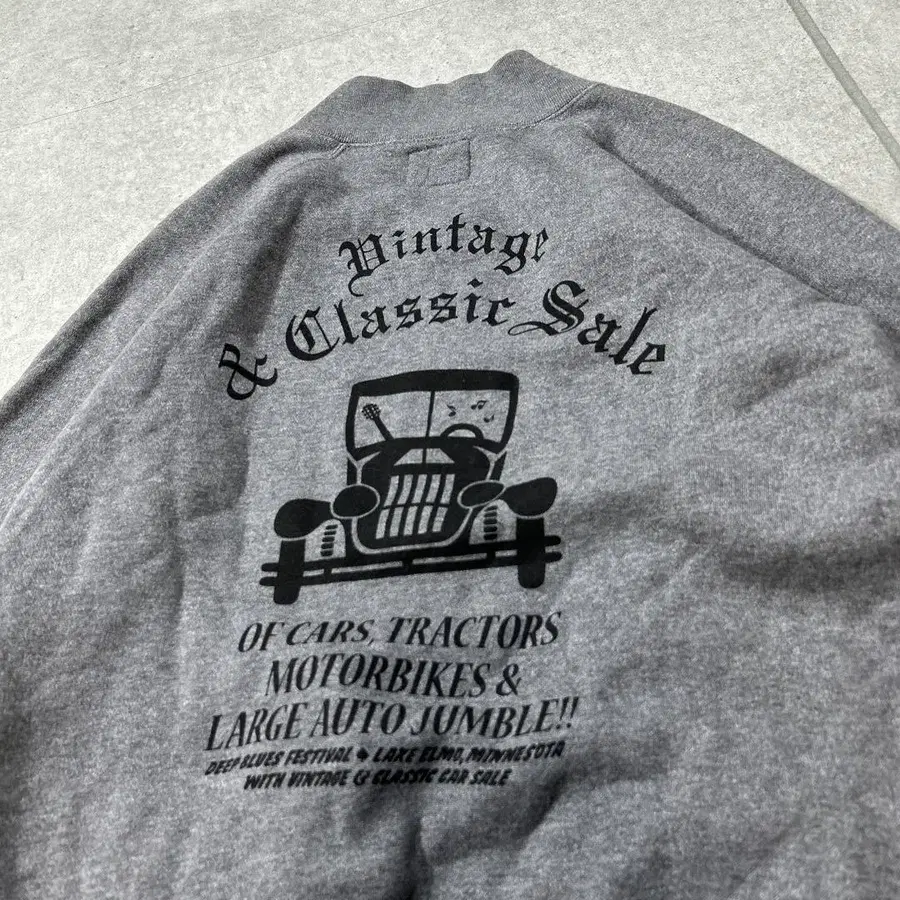 Vintage
& Classic Sale
OF CARS, TRACTORS
MOTORBIKES &
LARGE AUTO JUMBLE!!
DEEP BLUES FESTIVAL LAKE ELMO, MINNESOTA
WITH VINTAGE & CLASSIC CAR SALE